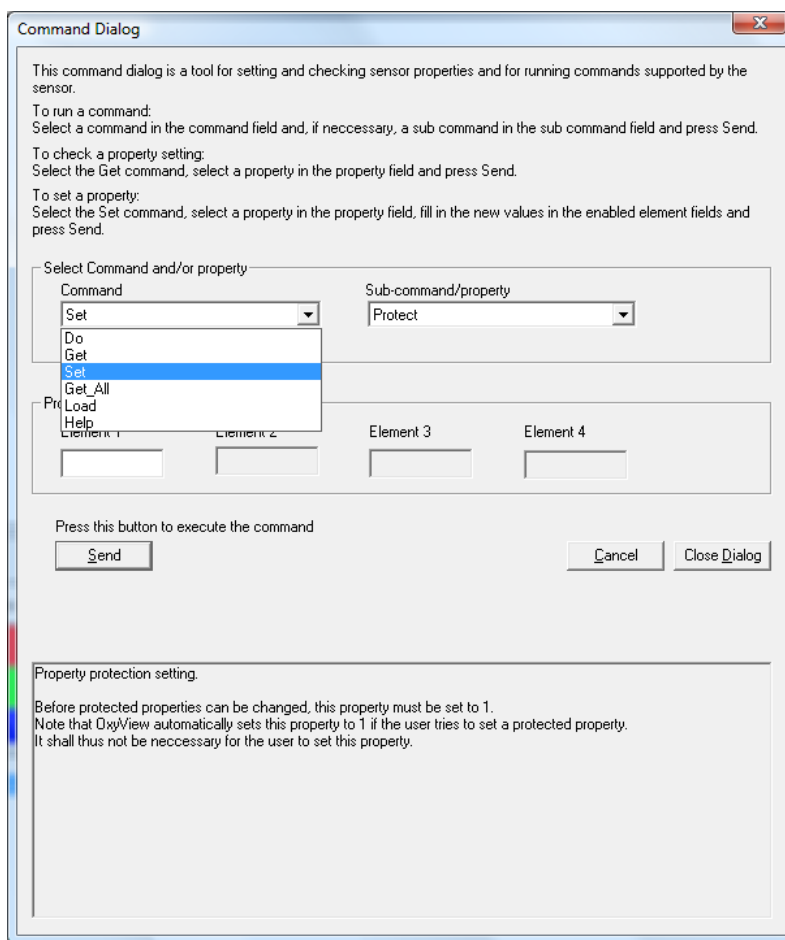 Command Dialog
This command dialog is a tool for setting and checking sensor properties and for running commands supported by the
sensor.
To run a command:
Select a command in the command field and, if neccessary, a sub command in the sub command field and press Send.
To check a property setting:
Select the Get command, select a property in the property field and press Send.
To set a property:
Select the Set command, select a property in the property field, fill in the new values in the enabled element fields and
press Send.
Select Command and/or property
Command Sub-command/property
Set Protect
Do
Get
Set
Get_All
Load
Help
Element 1 Element 2 Element 3 Element 4
Press this button to execute the command
Send Cancel Close Dialog
Property protection setting.
Before protected properties can be changed, this property must be set to 1.
Note that OxyView automatically sets this property to 1 if the user tries to set a protected property.
It shall thus not be neccessary for the user to set this property.